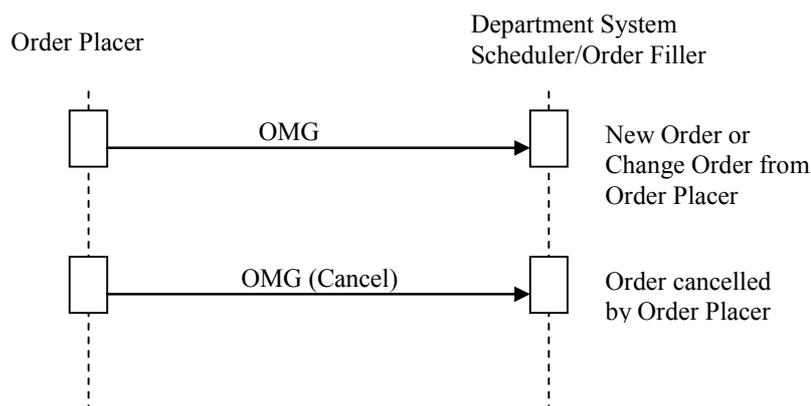 Order Placer
Department System
Scheduler/Order Filler
OMG
New Order or
Change Order from
Order Placer
OMG (Cancel)
Order cancelled
by Order Placer